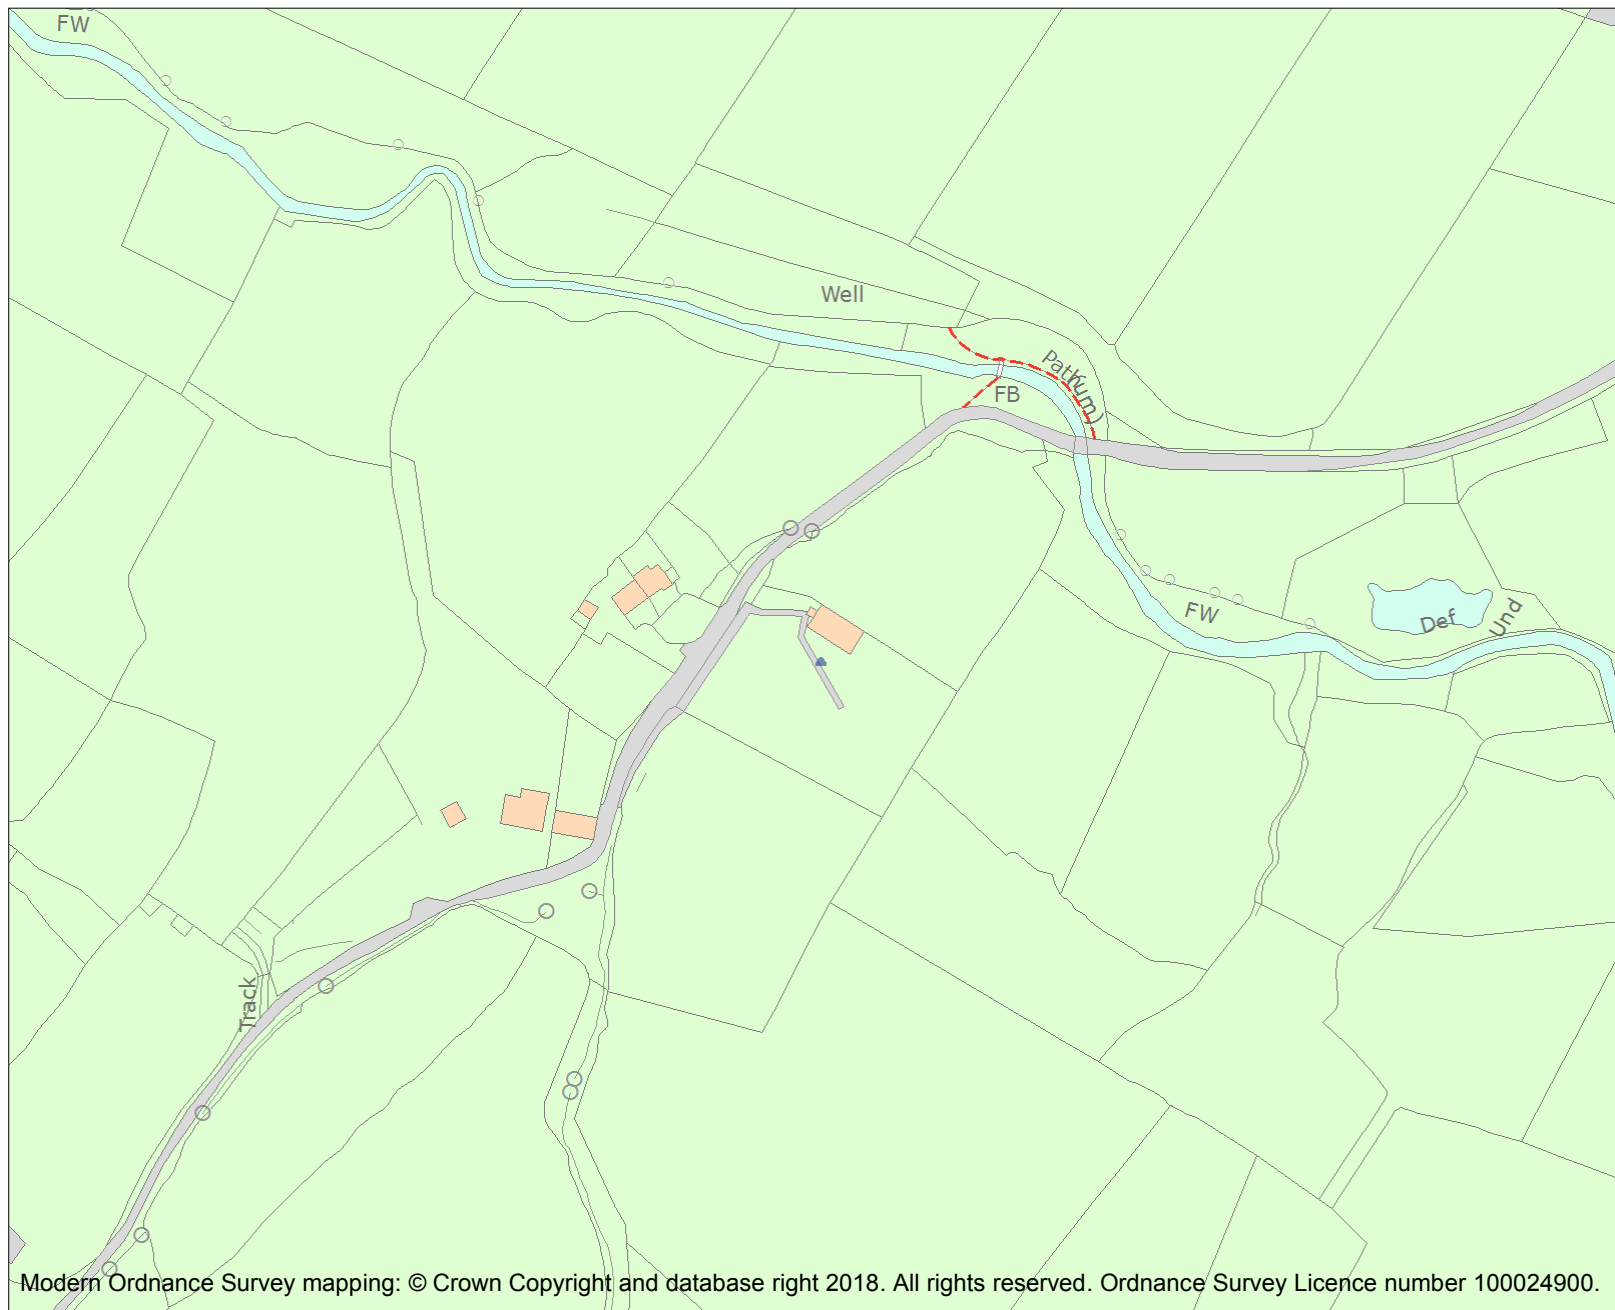 FW
Well
Path (um)
FB
FW
Def
Und
Track
Modern Ordnance Survey mapping: © Crown Copyright and database right 2018. All rights reserved. Ordnance Survey Licence number 100024900.